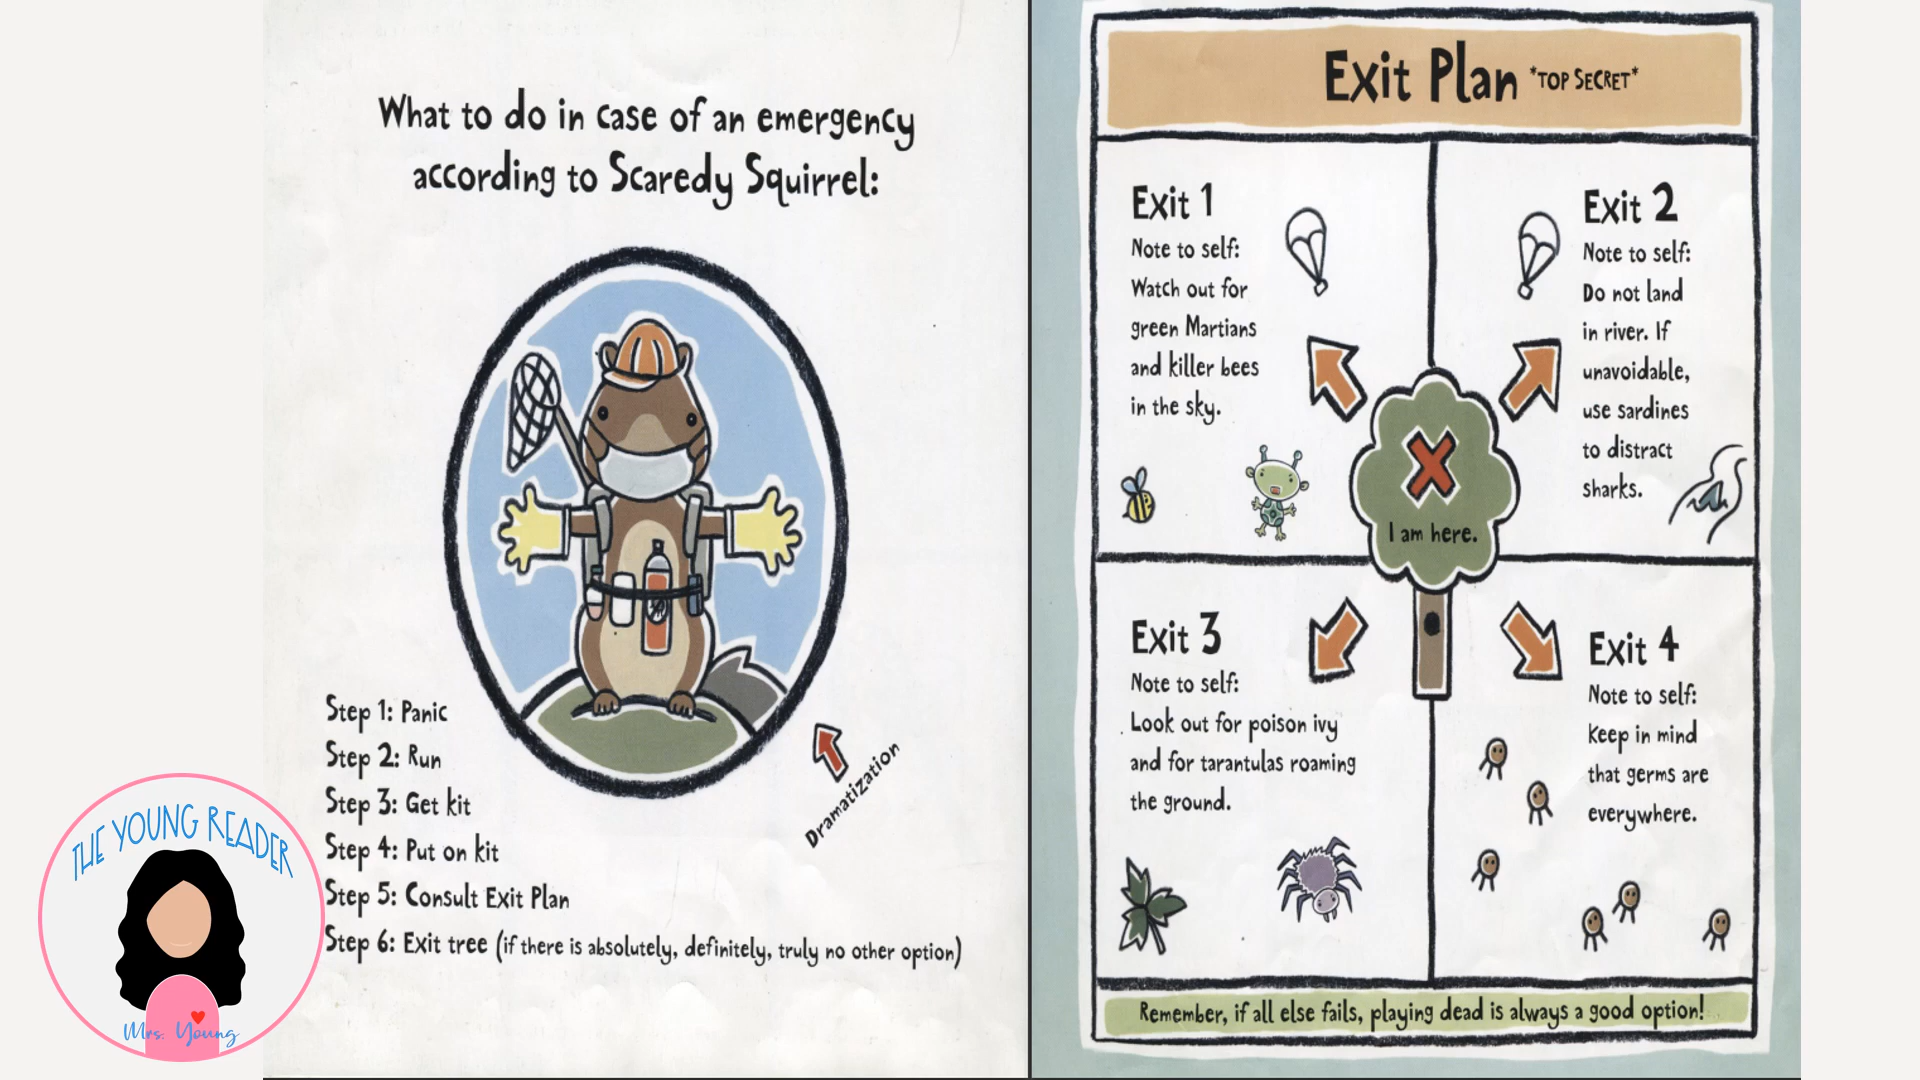 What to do in case of an emergency
according to Scaredy Squirrel:
Step 1: Panic
Step 2: Run
Step 3: Get kit
Step 4: Put on kit
Step 5: Consult Exit Plan
Step 6: Exit tree (if there is absolutely, definitely, truly no other option)
Dramatization
THE YOUNG READER
Mrs. Young
Exit Plan *TOP SECRET*
Exit 1
Note to self:
Watch out for
green Martians
and killer bees
in the sky.
Exit 2
Note to self:
Do not land
in river. If
unavoidable,
use sardines
to distract
sharks.
I am here.
Exit 3
Note to self:
Look out for poison ivy
and for tarantulas roaming
the ground.
Exit 4
Note to self:
Keep in mind
that germs are
everywhere.
Remember, if all else fails, playing dead is always a good option!